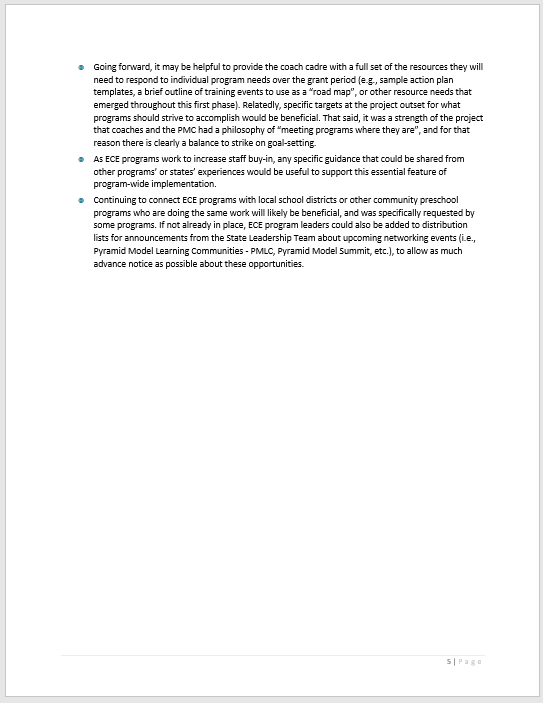 Going forward, it may be helpful to provide the coach cadre with a full set of the resources they will
need to respond to individual program needs over the grant period (e.g., sample action plan
templates, a brief outline of training events to use as a “road map”, or other resource needs that
emerged throughout this first phase). Relatedly, specific targets at the project outset for what
programs should strive to accomplish would be beneficial. That said, it was a strength of the project
that coaches and the PMC had a philosophy of “meeting programs where they are”, and for that
reason there is clearly a balance to strike on goal-setting.
As ECE programs work to increase staff buy-in, any specific guidance that could be shared from
other programs’ or states’ experiences would be useful to support this essential feature of
program-wide implementation.
Continuing to connect ECE programs with local school districts or other community preschool
programs who are doing the same work will likely be beneficial, and was specifically requested by
some programs. If not already in place, ECE program leaders could also be added to distribution
lists for announcements from the State Leadership Team about upcoming networking events (i.e.,
Pyramid Model Learning Communities - PMLC, Pyramid Model Summit, etc.), to allow as much
advance notice as possible about these opportunities.
5 | Page